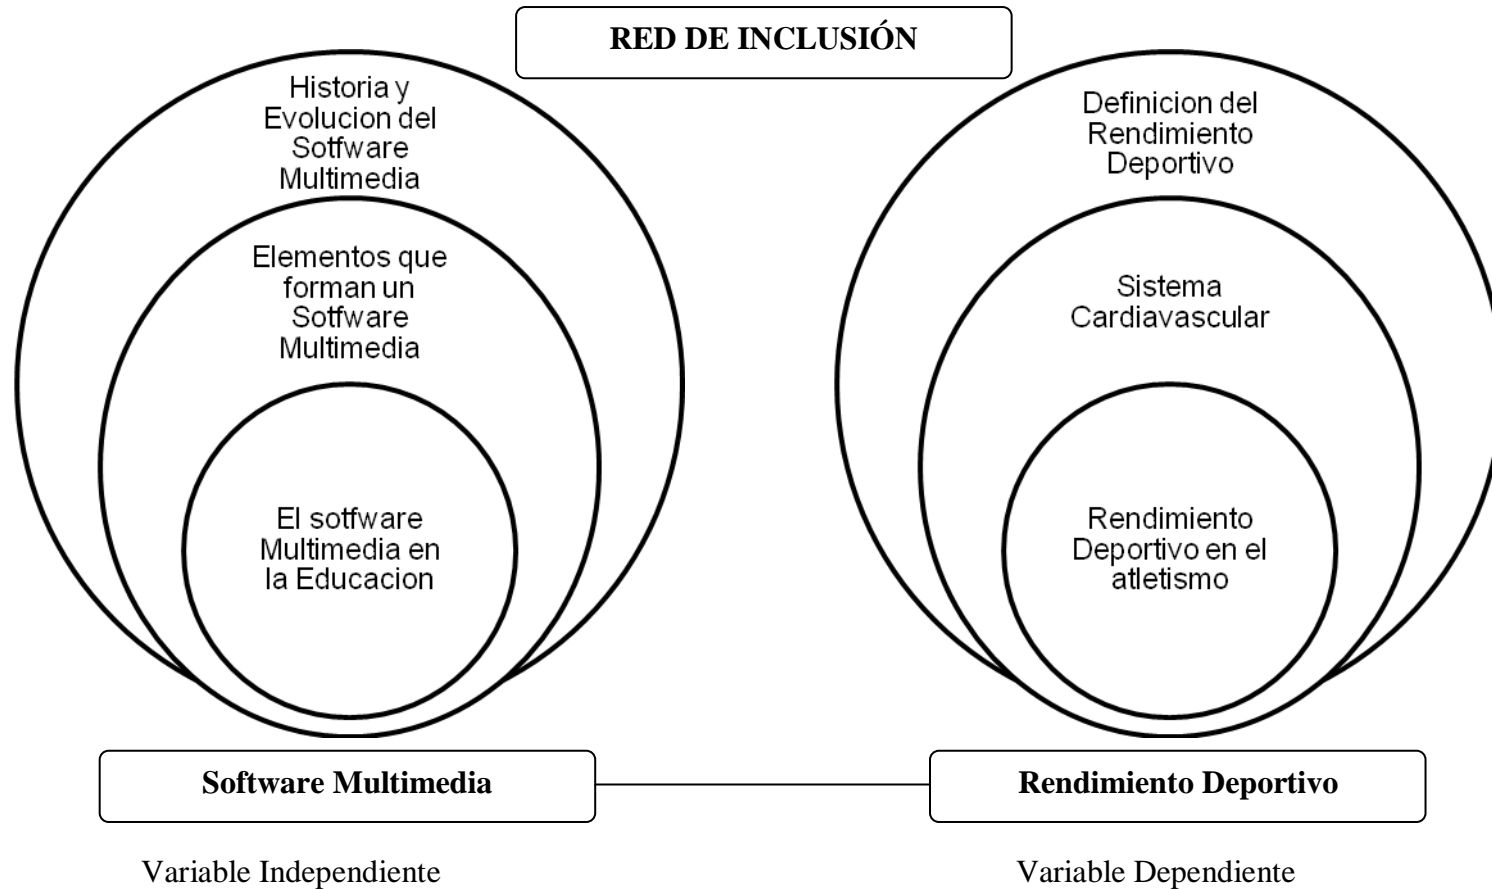 RED DE INCLUSIÓN
Historia y
Evolucion del
Sotfware
Multimedia
Elementos que
forman un
Sotfware
Multimedia
El sotfware
Multimedia en
la Educacion
Definicion del
Rendimiento
Deportivo
Sistema
Cardiavascular
Rendimiento
Deportivo en el
atletismo
Software Multimedia
Rendimiento Deportivo
Variable Independiente
Variable Dependiente